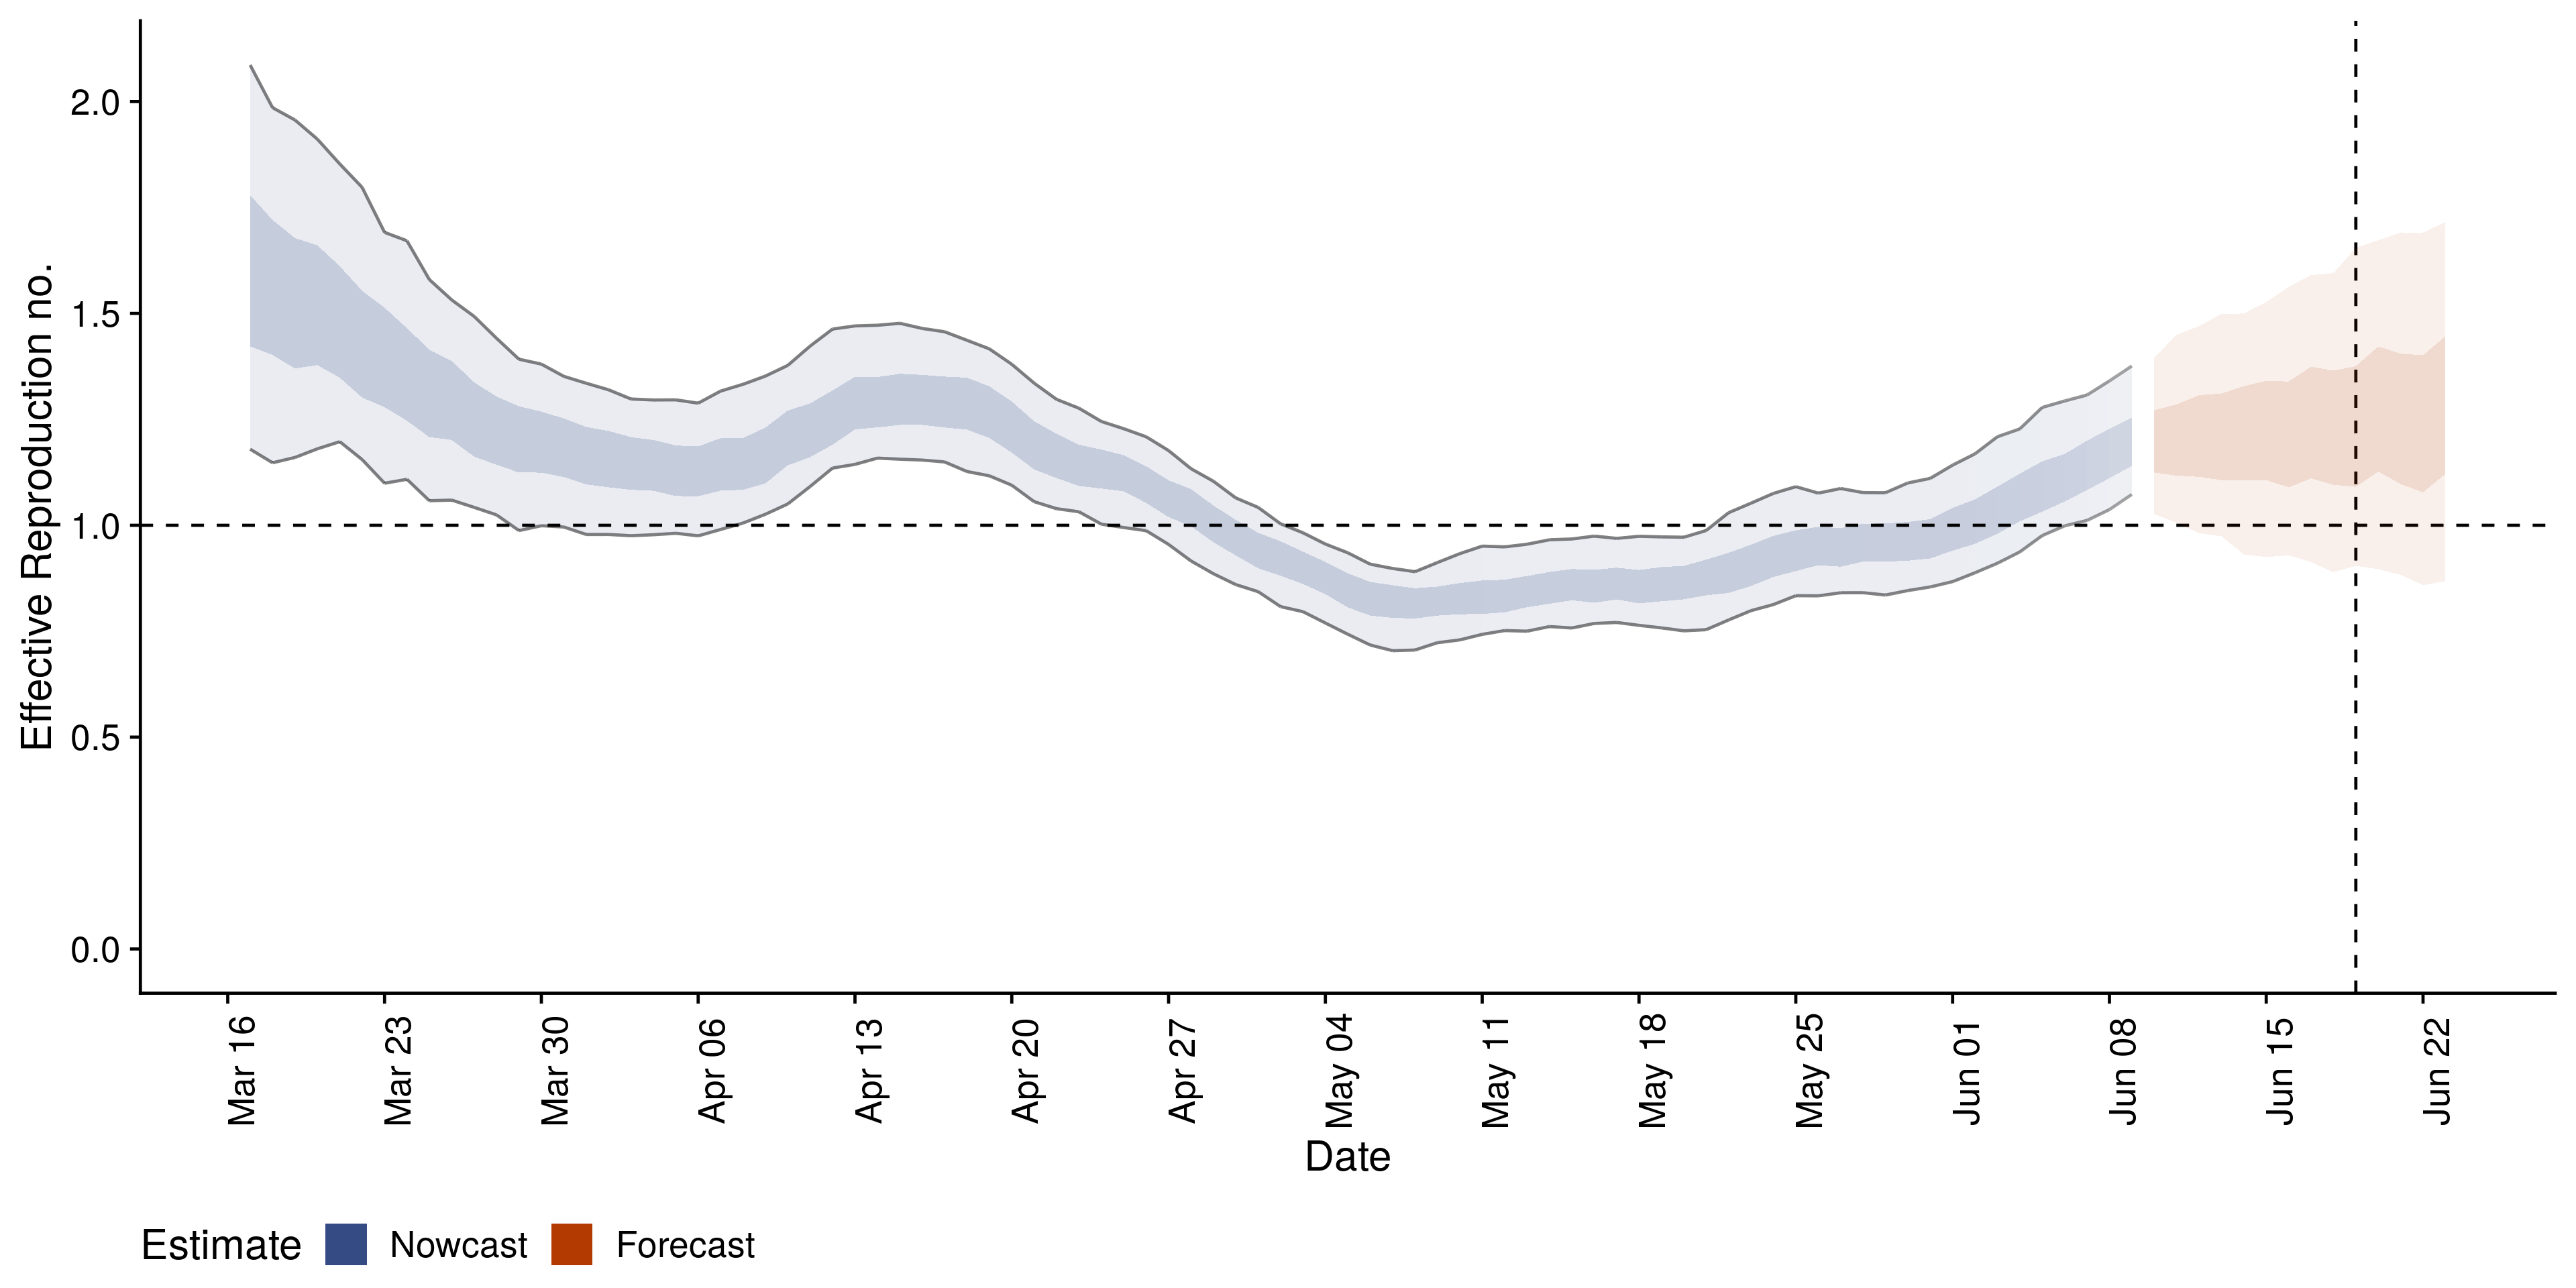 Effective Reproduction no.
2.0
1.5
1.0
0.5
0.0
Mar 16
Mar 23
Mar 30
Apr 06
Apr 13
Apr 20
Apr 27
May 04
May 11
May 18
May 25
Jun 01
Jun 08
Jun 15
Jun 22
Date
Estimate Nowcast Forecast